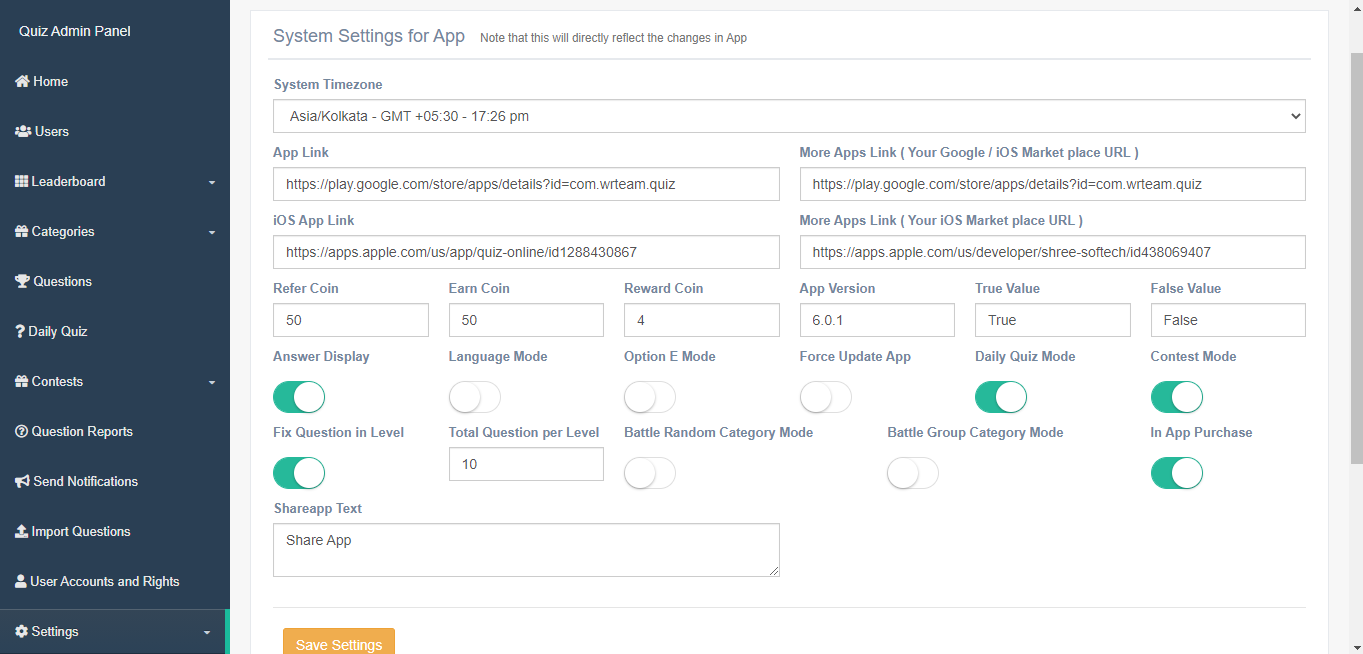 Quiz Admin Panel
Home
Users
Leaderboard
Categories
Questions
Daily Quiz
Contests
Question Reports
Send Notifications
Import Questions
User Accounts and Rights
Settings
System Settings for App Note that this will directly reflect the changes in App
System Timezone
Asia/Kolkata - GMT +05:30 - 17:26 pm
App Link More Apps Link ( Your Google / iOS Market place URL )
https://play.google.com/store/apps/details?id=com.wrteam.quiz https://play.google.com/store/apps/details?id=com.wrteam.quiz
iOS App Link More Apps Link ( Your iOS Market place URL )
https://apps.apple.com/us/app/quiz-online/id1288430867 https://apps.apple.com/us/developer/shree-softech/id438069407
Refer Coin Earn Coin Reward Coin App Version True Value False Value
50 50 4 6.0.1 True False
Answer Display Language Mode Option E Mode Force Update App Daily Quiz Mode Contest Mode
Fix Question in Level Total Question per Level Battle Random Category Mode Battle Group Category Mode In App Purchase
10
Shareapp Text
Share App
Save Settings